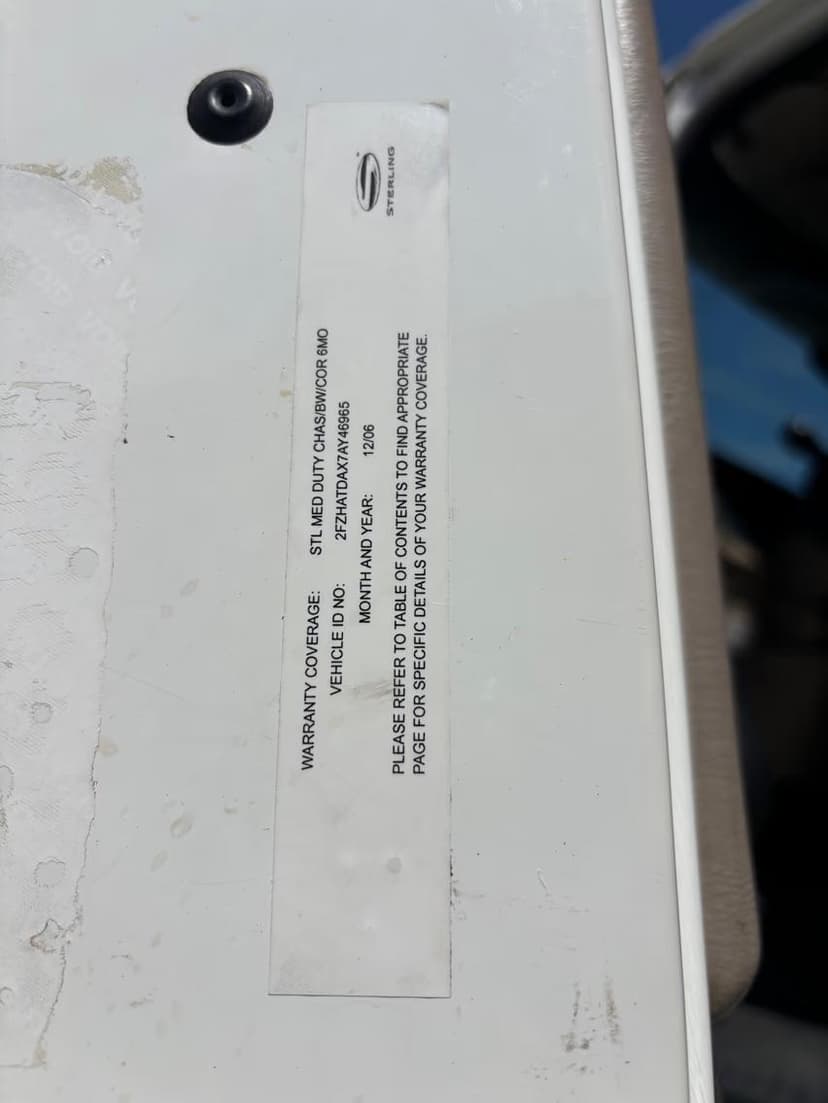 STERLING
WARRANTY COVERAGE: STL MED DUTY CHAS/BW/COR 6MO
VEHICLE ID NO: 2FZHATDAX7AY46965
MONTH AND YEAR: 12/06
PLEASE REFER TO TABLE OF CONTENTS TO FIND APPROPRIATE
PAGE FOR SPECIFIC DETAILS OF YOUR WARRANTY COVERAGE.
VOID